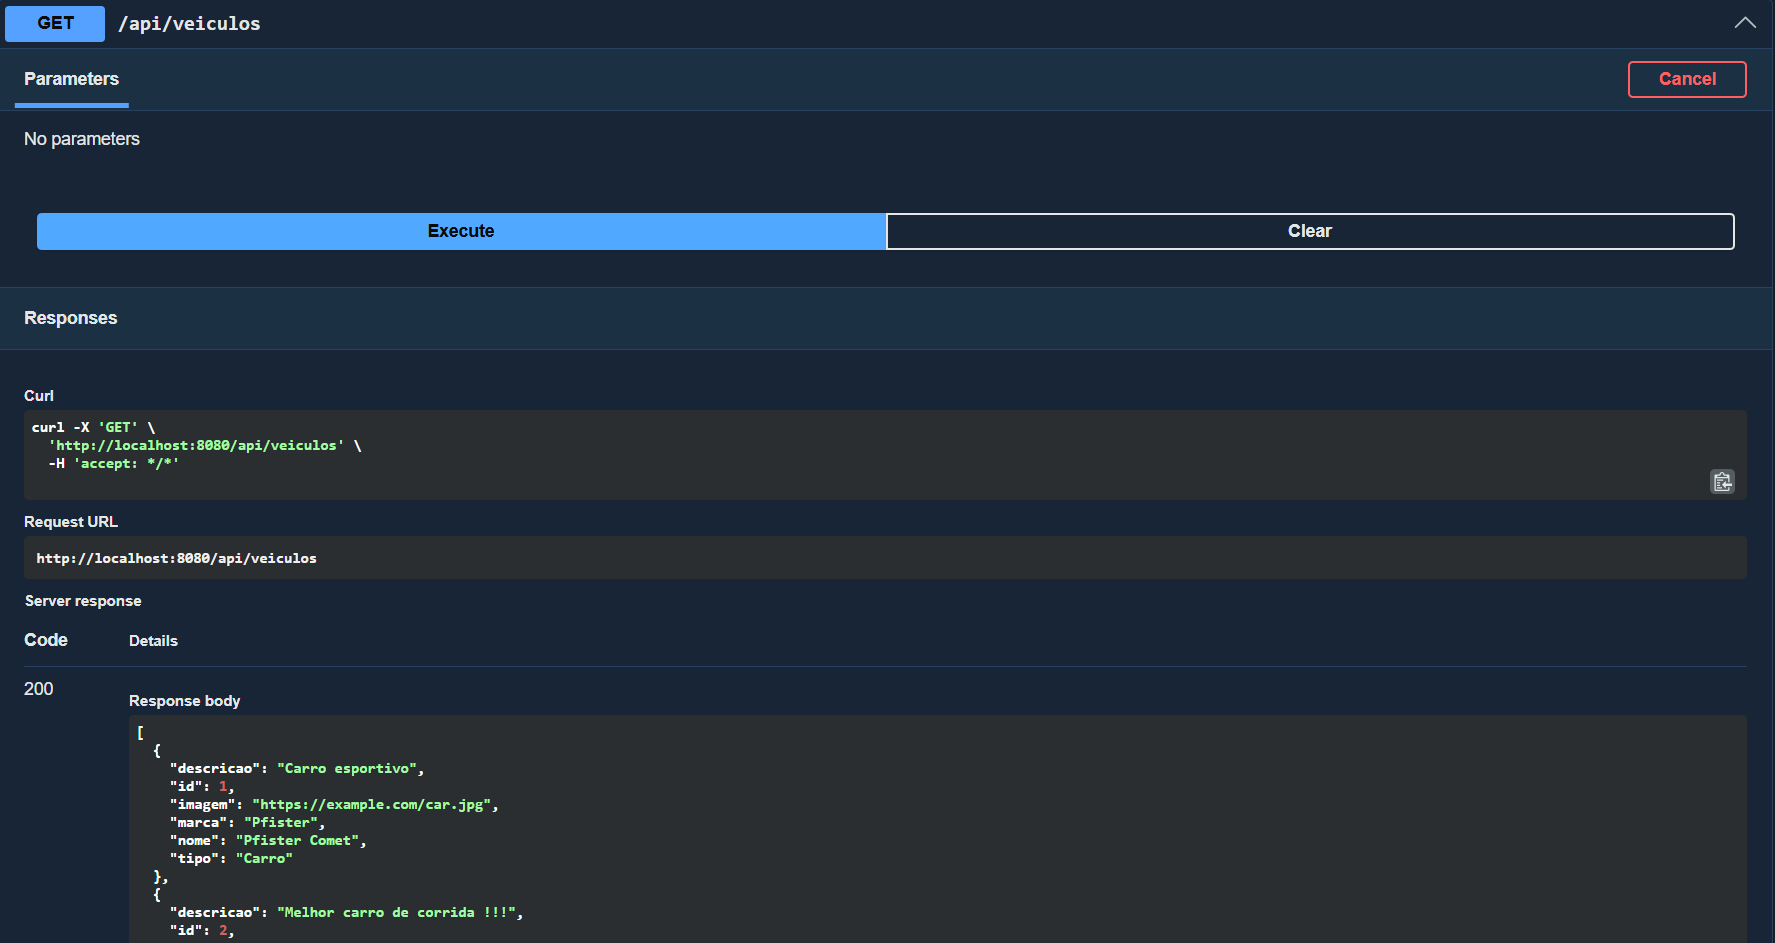 GET /api/veiculos
Parameters
Cancel
No parameters
Execute
Clear
Responses
Curl
curl -X 'GET' \
  'http://localhost:8080/api/veiculos' \
  -H 'accept: */*'
Request URL
http://localhost:8080/api/veiculos
Server response
Code Details
200
Response body
[
  {
    "descricao": "Carro esportivo",
    "id": 1,
    "imagem": "https://example.com/car.jpg",
    "marca": "Pfister",
    "nome": "Pfister Comet",
    "tipo": "Carro"
  },
  {
    "descricao": "Melhor carro de corrida !!!",
    "id": 2,